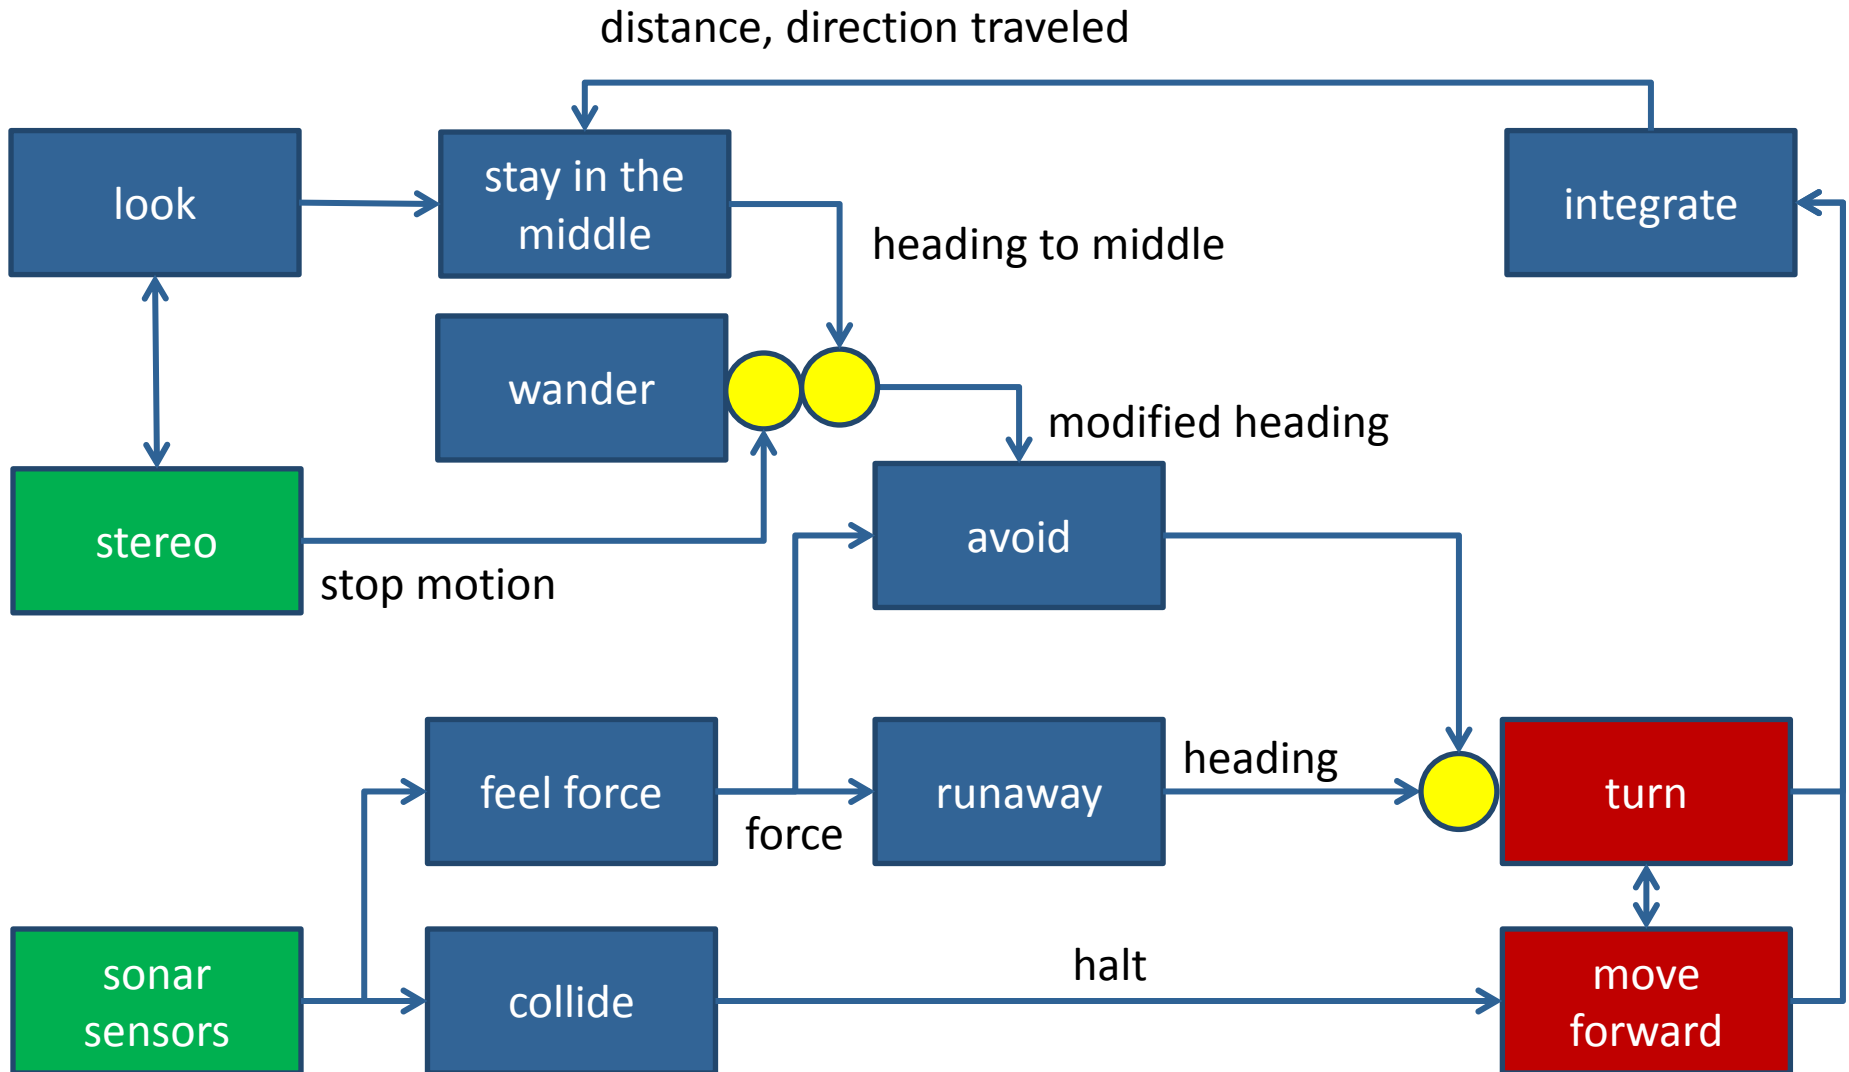 distance, direction traveled
look
stay in the
middle
integrate
heading to middle
wander
modified heading
stereo
avoid
stop motion
feel force
force
runaway
heading
turn
sonar
sensors
collide
halt
move
forward